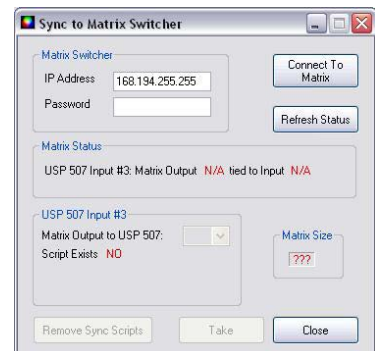 Sync to Matrix Switcher
Matrix Switcher
IP Address 168.194.255.255
Password
Connect To
Matrix
Refresh Status
Matrix Status
USP 507 Input #3: Matrix Output N/A tied to Input N/A
USP 507 Input #3
Matrix Output to USP 507:
Script Exists NO
Matrix Size
???
Remove Sync Scripts
Take
Close